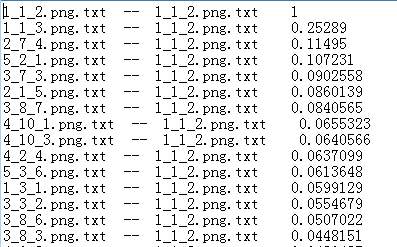 1_1_2.png.txt -- 1_1_2.png.txt 1
1_1_3.png.txt -- 1_1_2.png.txt 0.25289
2_7_4.png.txt -- 1_1_2.png.txt 0.11495
5_2_1.png.txt -- 1_1_2.png.txt 0.107231
3_7_3.png.txt -- 1_1_2.png.txt 0.0902558
2_1_5.png.txt -- 1_1_2.png.txt 0.0860139
3_8_7.png.txt -- 1_1_2.png.txt 0.0840565
4_10_1.png.txt -- 1_1_2.png.txt 0.0655323
4_10_3.png.txt -- 1_1_2.png.txt 0.0640566
4_2_4.png.txt -- 1_1_2.png.txt 0.0637099
5_3_6.png.txt -- 1_1_2.png.txt 0.0613648
1_3_1.png.txt -- 1_1_2.png.txt 0.0599129
3_3_2.png.txt -- 1_1_2.png.txt 0.0554679
3_8_6.png.txt -- 1_1_2.png.txt 0.0507022
3_8_3.png.txt -- 1_1_2.png.txt 0.0448151